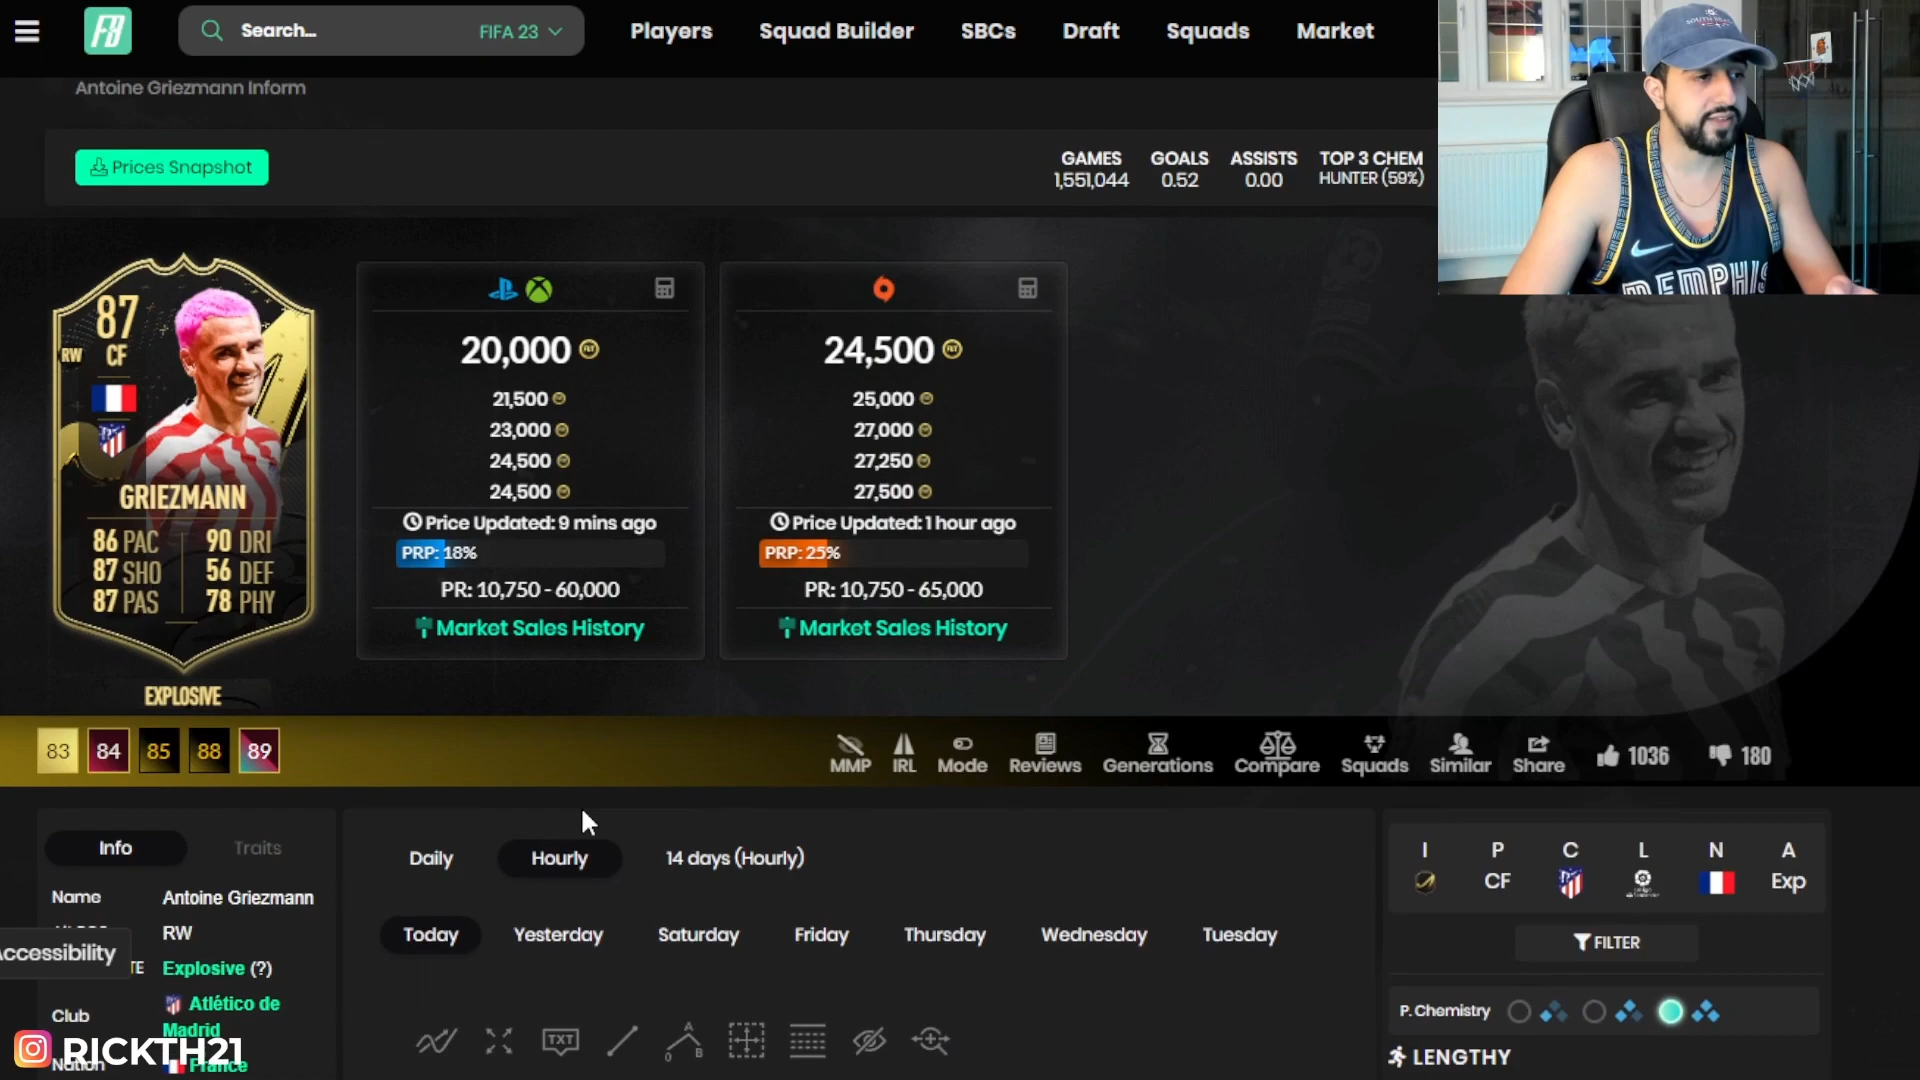 F8 Search... FIFA 23 Players Squad Builder SBCs Draft Squads Market
Antoine Griezmann Inform
Prices Snapshot
GAMES GOALS ASSISTS TOP 3 CHEM
1,551,044 0.52 0.00 HUNTER (59%)
MEMPHIS
87
RW CF
GRIEZMANN
86 PAC 90 DRI
87 SHO 56 DEF
87 PAS 78 PHY
EXPLOSIVE
20,000
21,500
23,000
24,500
24,500
Price Updated: 9 mins ago
PRP: 18%
PR: 10,750 - 60,000
Market Sales History
24,500
25,000
27,000
27,250
27,500
Price Updated: 1 hour ago
PRP: 25%
PR: 10,750 - 65,000
Market Sales History
83 84 85 88 89
MMP IRL Mode Reviews Generations Compare Squads Similar Share 1036 180
Info Traits
Name Antoine Griezmann
RW
Explosive (?)
Club Atlético de
Madrid
Nation France
Accessibility
RICKTH21
Daily Hourly 14 days (Hourly)
Today Yesterday Saturday Friday Thursday Wednesday Tuesday
TXT
A
0 B
I P C L N A
CF Exp
FILTER
P. Chemistry
LENGTHY